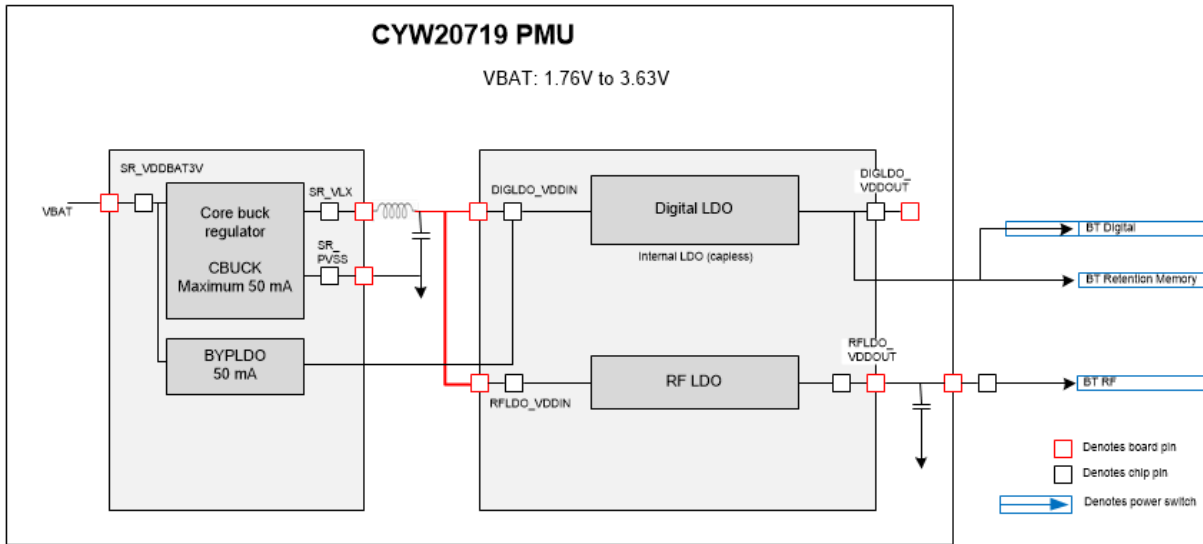 CYW20719 PMU
VBAT: 1.76V to 3.63V
SR_VDDBAT3V
VBAT
Core buck
regulator
CBUCK
Maximum 50 mA
SR_VLX
SR_
PVSS
BYPLDO
50 mA
DIGLDO_VDDIN
Digital LDO
Internal LDO (capless)
DIGLDO_
VDDOUT
BT Digital
BT Retention Memory
RFLDO_VDDIN
RF LDO
RFLDO_
VDDOUT
BT RF
Denotes board pin
Denotes chip pin
Denotes power switch